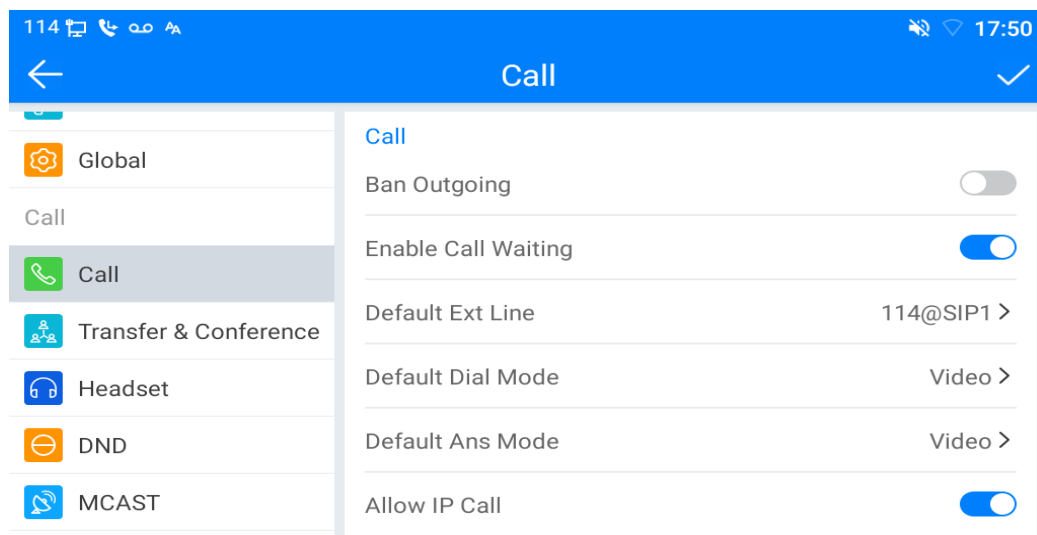 114 17:50
Call
Global
Call
Call
Transfer & Conference
Headset
DND
MCAST
Call
Ban Outgoing
Enable Call Waiting
Default Ext Line 114@SIP1
Default Dial Mode Video
Default Ans Mode Video
Allow IP Call